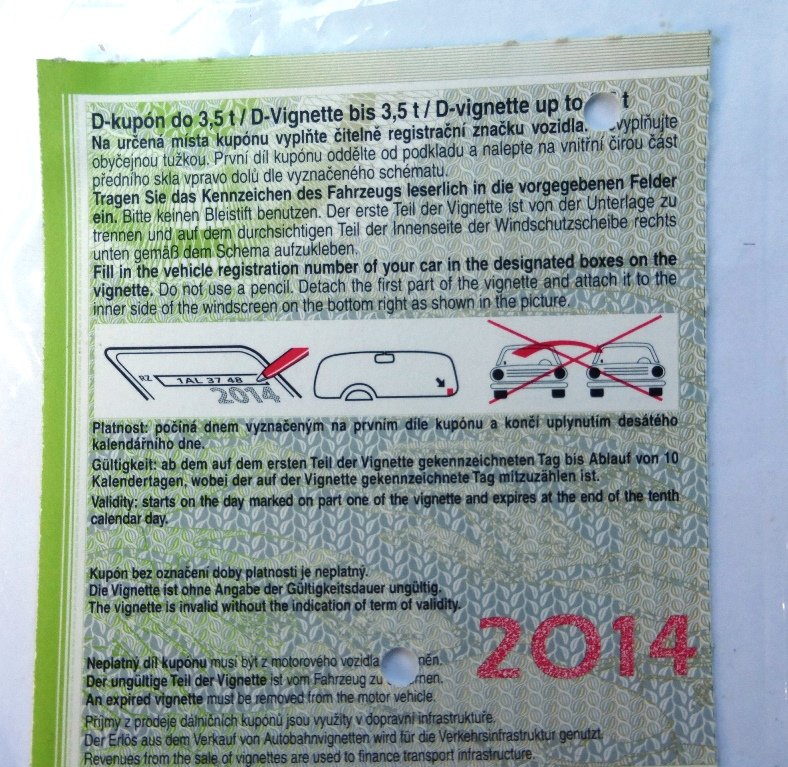 D-kupón do 3,5 t / D-Vignette bis 3,5 t / D-vignette up to t
Na určená místa kupónu vyplňte čitelně registrační značku vozidla. vyplňujte
obyčejnou tužkou. První díl kupónu oddělte od podkladu a nalepte na vnitřní čirou část
předního skla vpravo dolů dle vyznačeného schématu.
Tragen Sie das Kennzeichen des Fahrzeugs leserlich in die vorgegebenen Felder
ein. Bitte keinen Bleistift benutzen. Der erste Teil der Vignette ist von der Unterlage zu
trennen und auf dem durchsichtigen Teil der Innenseite der Windschutzscheibe rechts
unten gemäß dem Schema aufzukleben.
Fill in the vehicle registration number of your car in the designated boxes on the
vignette. Do not use a pencil. Detach the first part of the vignette and attach it to the
inner side of the windscreen on the bottom right as shown in the picture.
RZ 1AL 37 48
2014
Platnost: počíná dnem vyznačeným na prvním díle kupónu a končí uplynutím desátého
kalendářního dne.
Gültigkeit: ab dem auf dem ersten Teil der Vignette gekennzeichneten Tag bis Ablauf von 10
Kalendertagen, wobei der auf der Vignette gekennzeichnete Tag mitzuzählen ist.
Validity: starts on the day marked on part one of the vignette and expires at the end of the tenth
calendar day.
Kupón bez označení doby platnosti je neplatný.
Die Vignette ist ohne Angabe der Gültigkeitsdauer ungültig.
The vignette is invalid without the indication of term of validity.
2014
Neplatný díl kupónu musí být z motorového vozidla
Der ungültige Teil der Vignette ist vom Fahrzeug zu
An expired vignette must be removed from the motor vehicle.
Příjmy z prodeje dálničních kupónů jsou využity v dopravní infrastruktuře.
Der Erlös aus dem Verkauf von Autobahnvignetten wird für die Verkehrsinfrastruktur genutzt.
Revenues from the sale of vignettes are used to finance transport infrastructure.